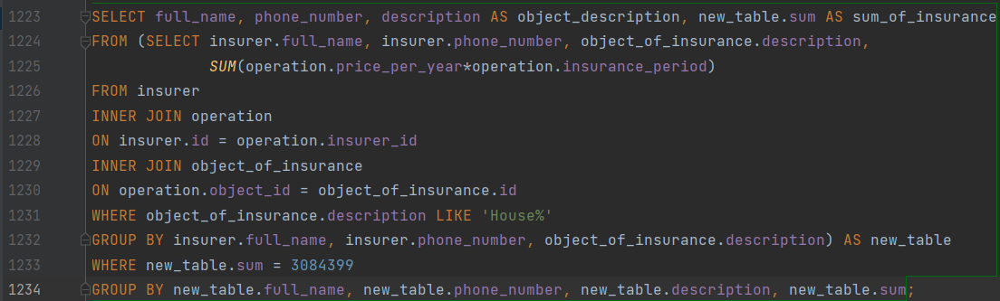 1223 SELECT full_name, phone_number, description AS object_description, new_table.sum AS sum_of_insurance
1224 FROM (SELECT insurer.full_name, insurer.phone_number, object_of_insurance.description,
1225 SUM(operation.price_per_year*operation.insurance_period)
1226 FROM insurer
1227 INNER JOIN operation
1228 ON insurer.id = operation.insurer_id
1229 INNER JOIN object_of_insurance
1230 ON operation.object_id = object_of_insurance.id
1231 WHERE object_of_insurance.description LIKE 'House%'
1232 GROUP BY insurer.full_name, insurer.phone_number, object_of_insurance.description) AS new_table
1233 WHERE new_table.sum = 3084399
1234 GROUP BY new_table.full_name, new_table.phone_number, new_table.description, new_table.sum;